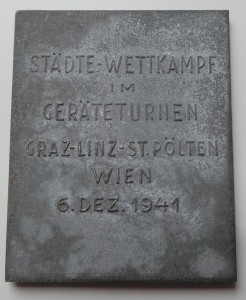 STÄDTE-WETTKAMPF
IM
GERÄTETURNEN
GRAZ-LINZ-ST.PÖLTEN
WIEN
6. DEZ. 1941